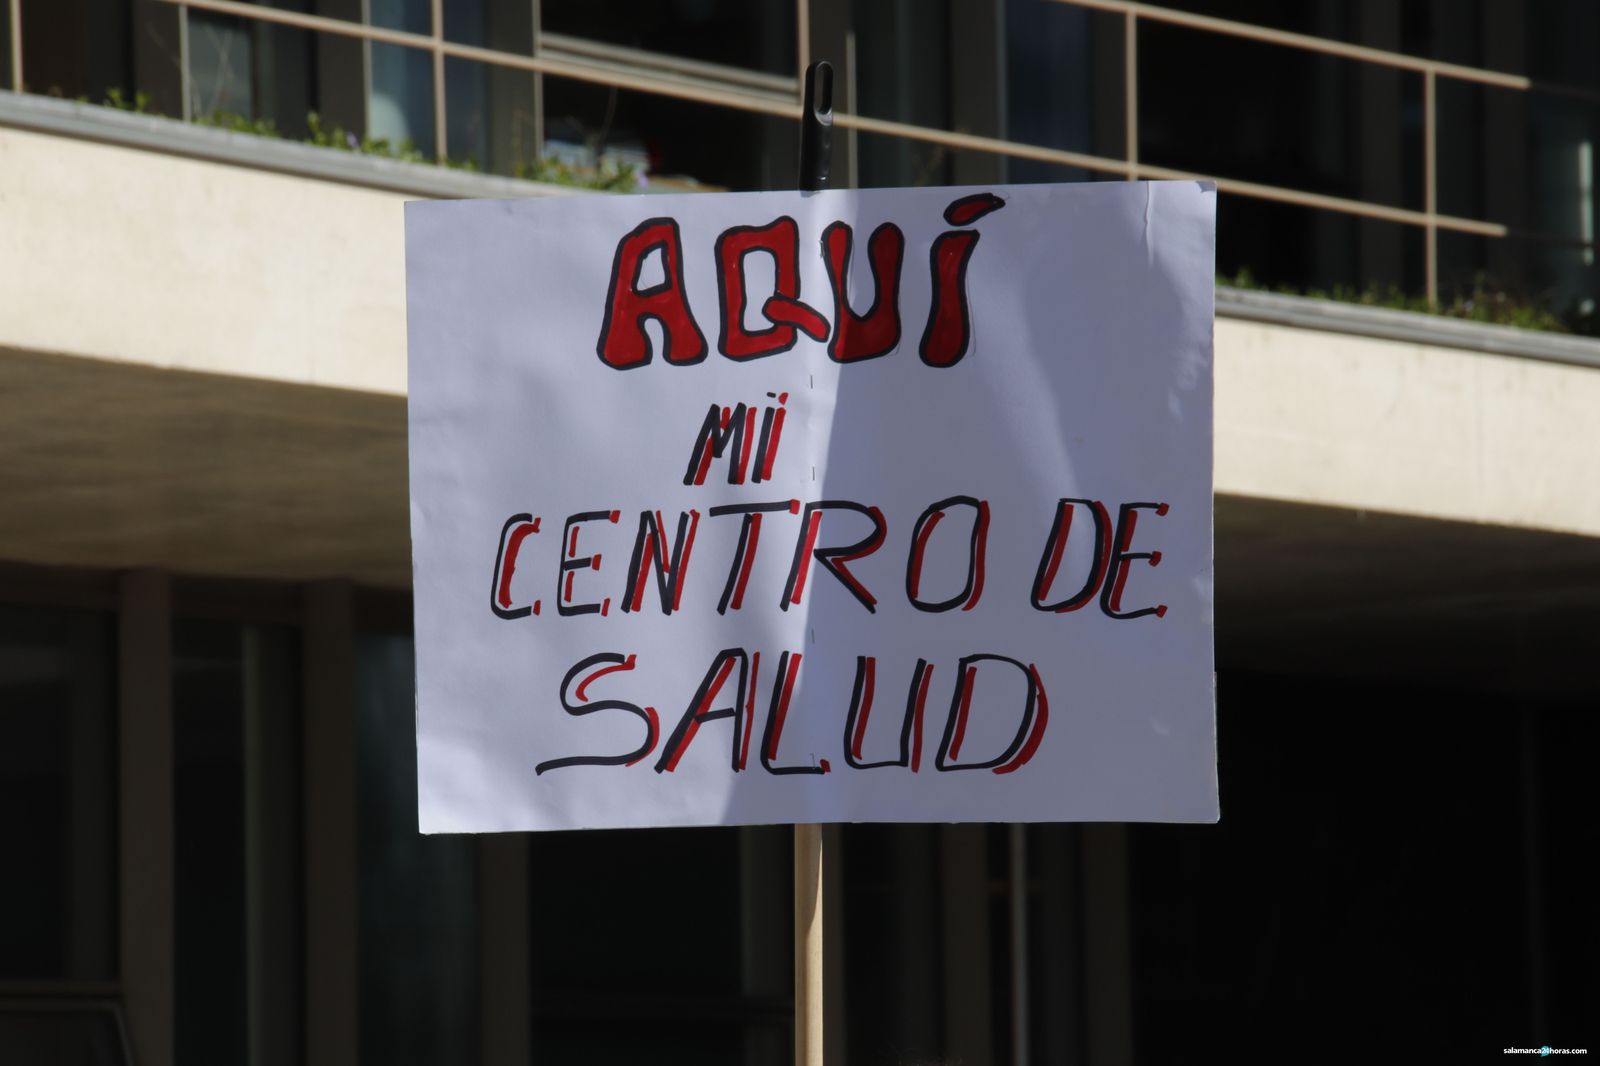 AQUÍ
Mi
CENTRO DE
SALUD
salamanca24horas.com